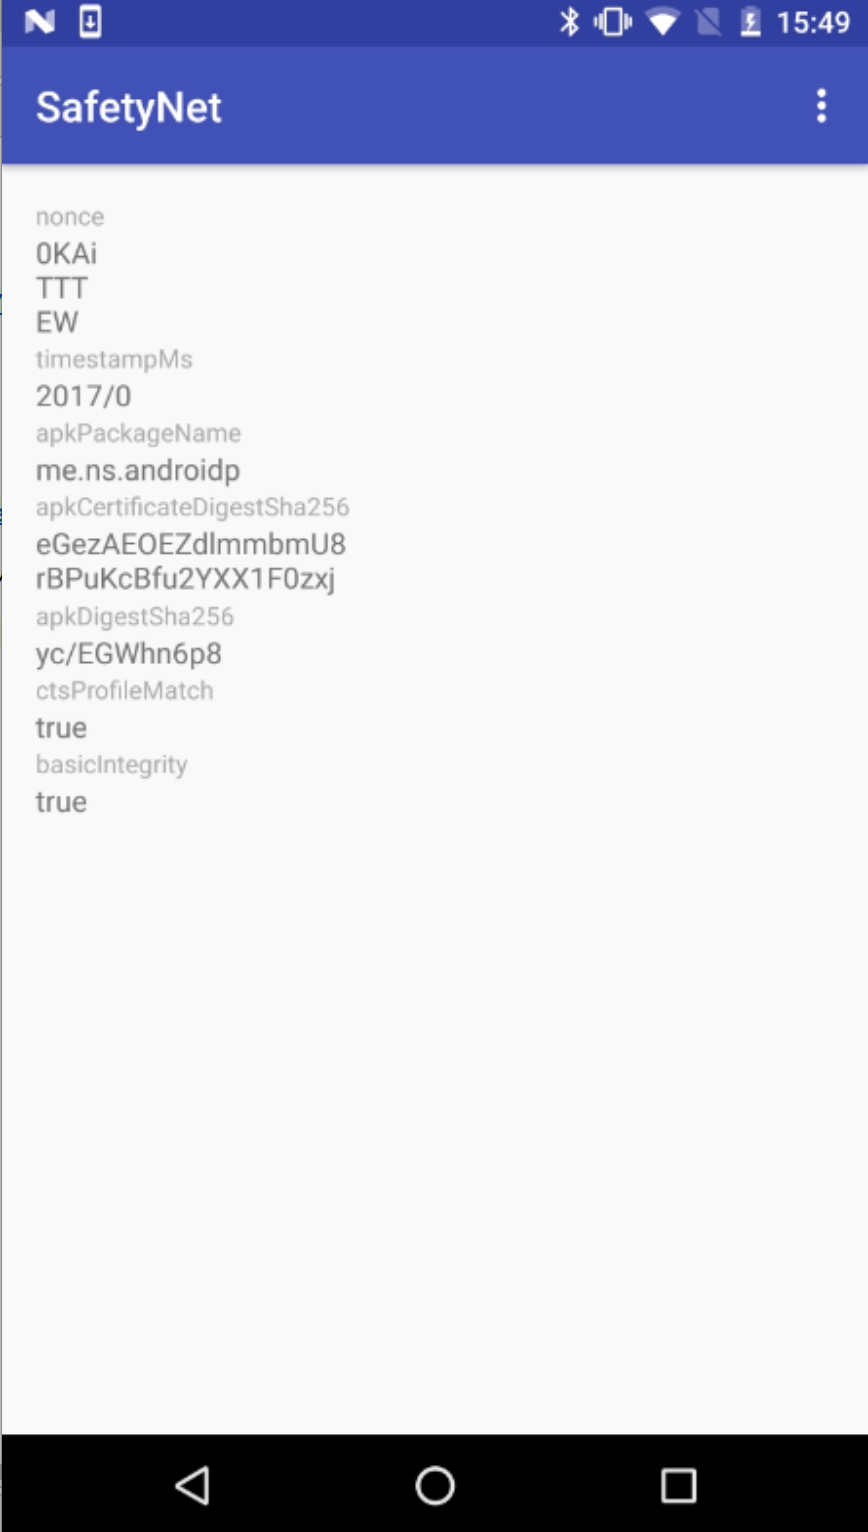 15:49
SafetyNet
nonce
0KAi
TTT
EW
timestampMs
2017/0
apkPackageName
me.ns.androidp
apkCertificateDigestSha256
eGezAEOEZdlmmbmU8
rBPuKcBfu2YXX1F0zxj
apkDigestSha256
yc/EGWhn6p8
ctsProfileMatch
true
basicIntegrity
true